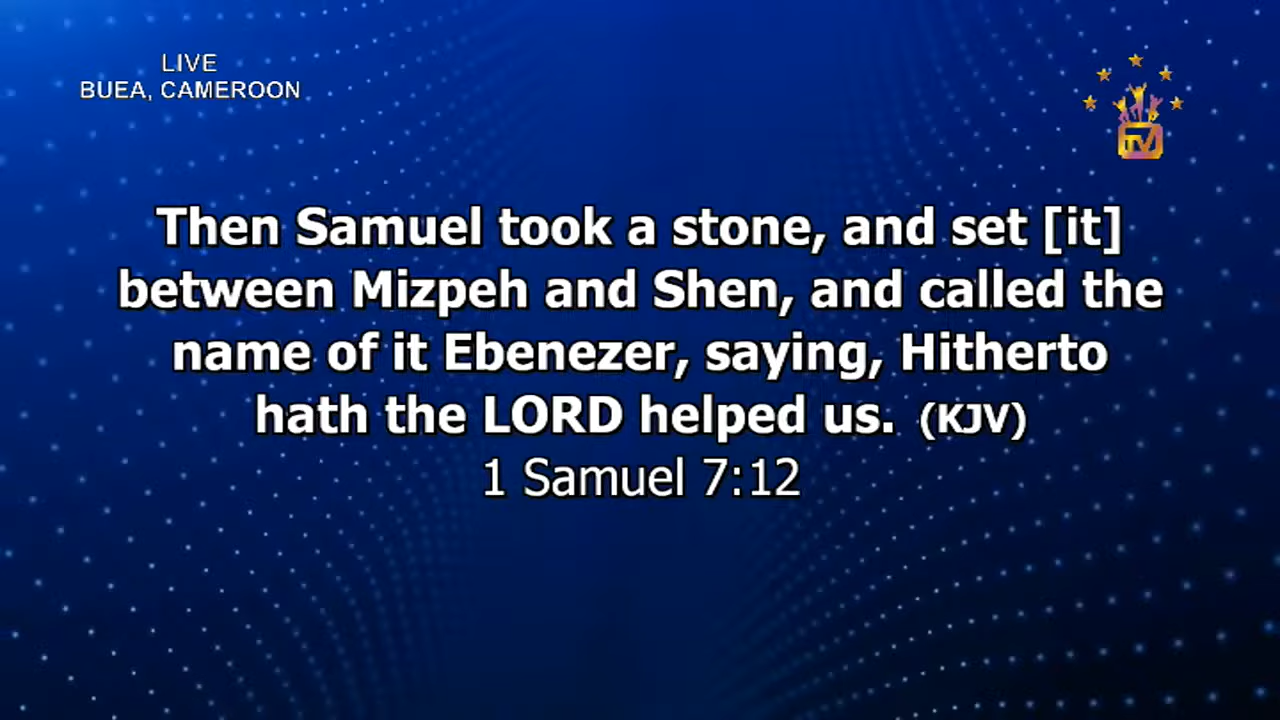 LIVE
BUEA, CAMEROON
TV
Then Samuel took a stone, and set [it]
between Mizpeh and Shen, and called the
name of it Ebenezer, saying, Hitherto
hath the LORD helped us. (KJV)
1 Samuel 7:12